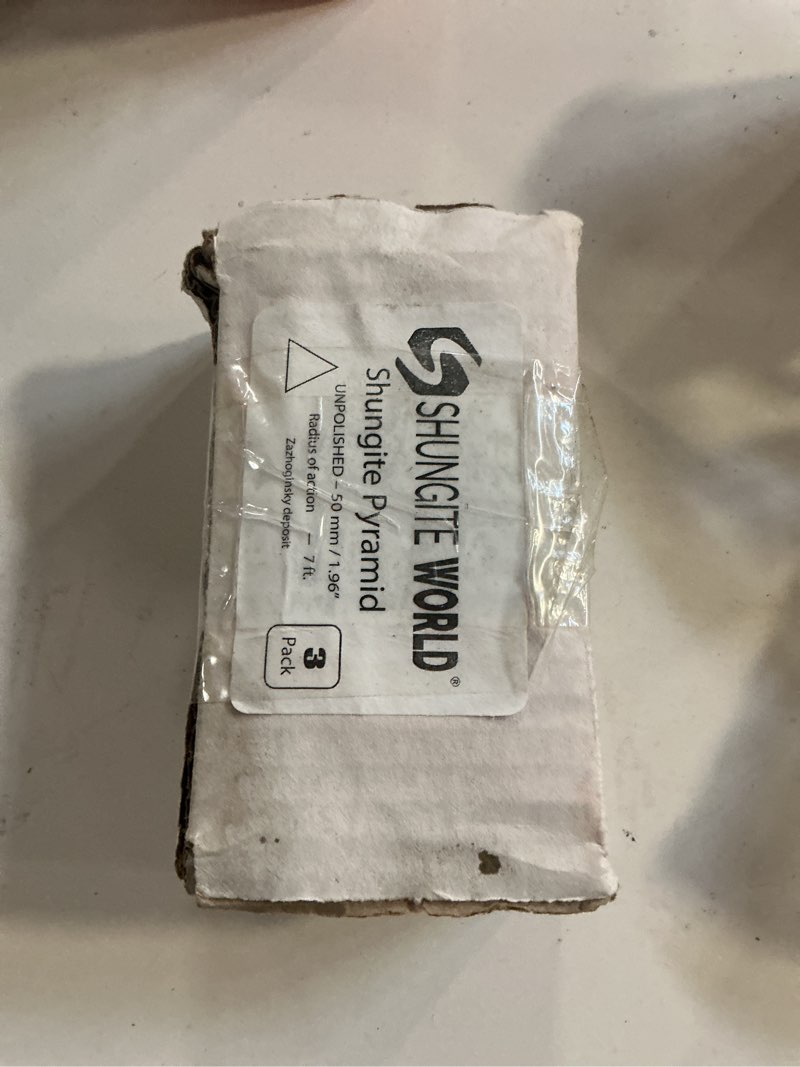 SHUNGITE WORLD®
Shungite Pyramid
UNPOLISHED – 50 mm / 1.96"
Radius of action – 7 ft.
Zazhoginsky deposit
3
Pack